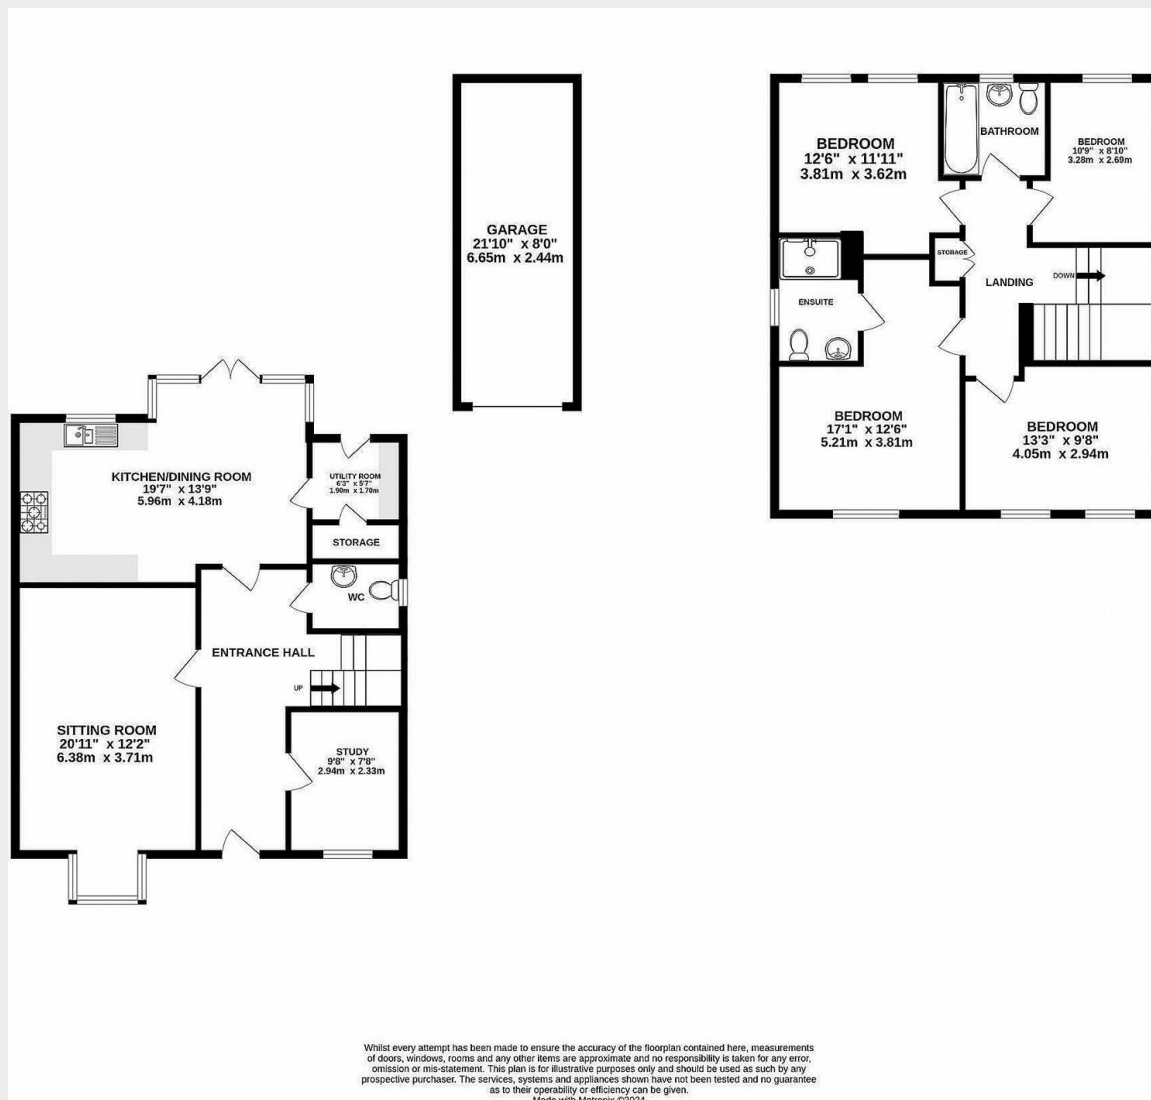 GARAGE
21'10" x 8'0"
6.65m x 2.44m
BEDROOM
12'6" x 11'11"
3.81m x 3.62m
BATHROOM
BEDROOM
10'9" x 8'10"
3.28m x 2.69m
STORAGE
LANDING
DOWN
ENSUITE
BEDROOM
17'1" x 12'6"
5.21m x 3.81m
BEDROOM
13'3" x 9'8"
4.05m x 2.94m
KITCHEN/DINING ROOM
19'7" x 13'9"
5.96m x 4.18m
UTILITY ROOM
6'3" x 5'7"
1.90m x 1.70m
STORAGE
WC
ENTRANCE HALL
UP
SITTING ROOM
20'11" x 12'2"
6.38m x 3.71m
STUDY
9'8" x 7'8"
2.94m x 2.33m
Whilst every attempt has been made to ensure the accuracy of the floorplan contained here, measurements
of doors, windows, rooms and any other items are approximate and no responsibility is taken for any error,
omission or mis-statement. This plan is for illustrative purposes only and should be used as such by any
prospective purchaser. The services, systems and appliances shown have not been tested and no guarantee
as to their operability or efficiency can be given.
Made with Metropix ©2024